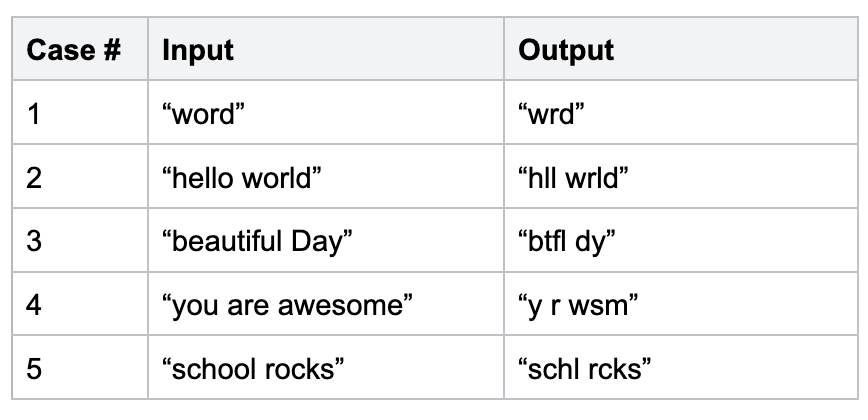 Case # Input Output
1 “word” “wrd”
2 “hello world” “hll wrld”
3 “beautiful Day” “btfl dy”
4 “you are awesome” “y r wsm”
5 “school rocks” “schl rcks”